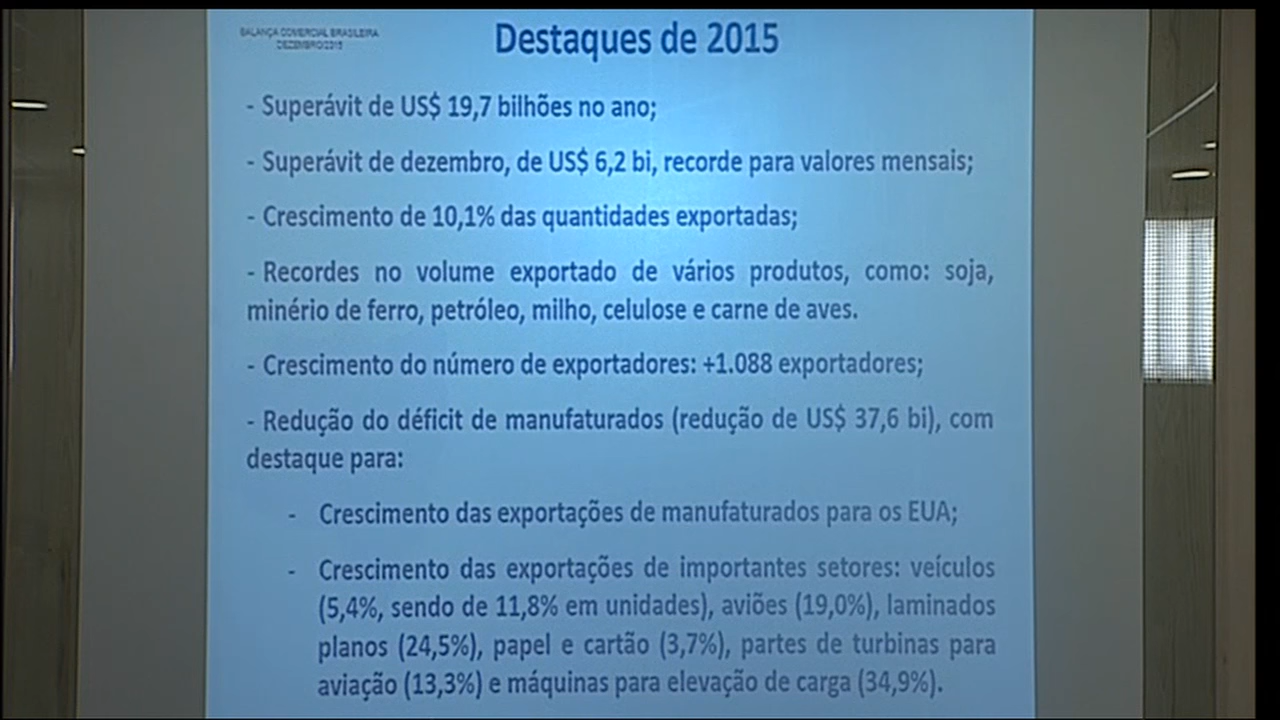 BALANÇA COMERCIAL BRASILEIRA
DEZEMBRO/2015
Destaques de 2015
- Superávit de US$ 19,7 bilhões no ano;
- Superávit de dezembro, de US$ 6,2 bi, recorde para valores mensais;
- Crescimento de 10,1% das quantidades exportadas;
- Recordes no volume exportado de vários produtos, como: soja,
minério de ferro, petróleo, milho, celulose e carne de aves.
- Crescimento do número de exportadores: +1.088 exportadores;
- Redução do déficit de manufaturados (redução de US$ 37,6 bi), com
destaque para:
- Crescimento das exportações de manufaturados para os EUA;
- Crescimento das exportações de importantes setores: veículos
(5,4%, sendo de 11,8% em unidades), aviões (19,0%), laminados
planos (24,5%), papel e cartão (3,7%), partes de turbinas para
aviação (13,3%) e máquinas para elevação de carga (34,9%).